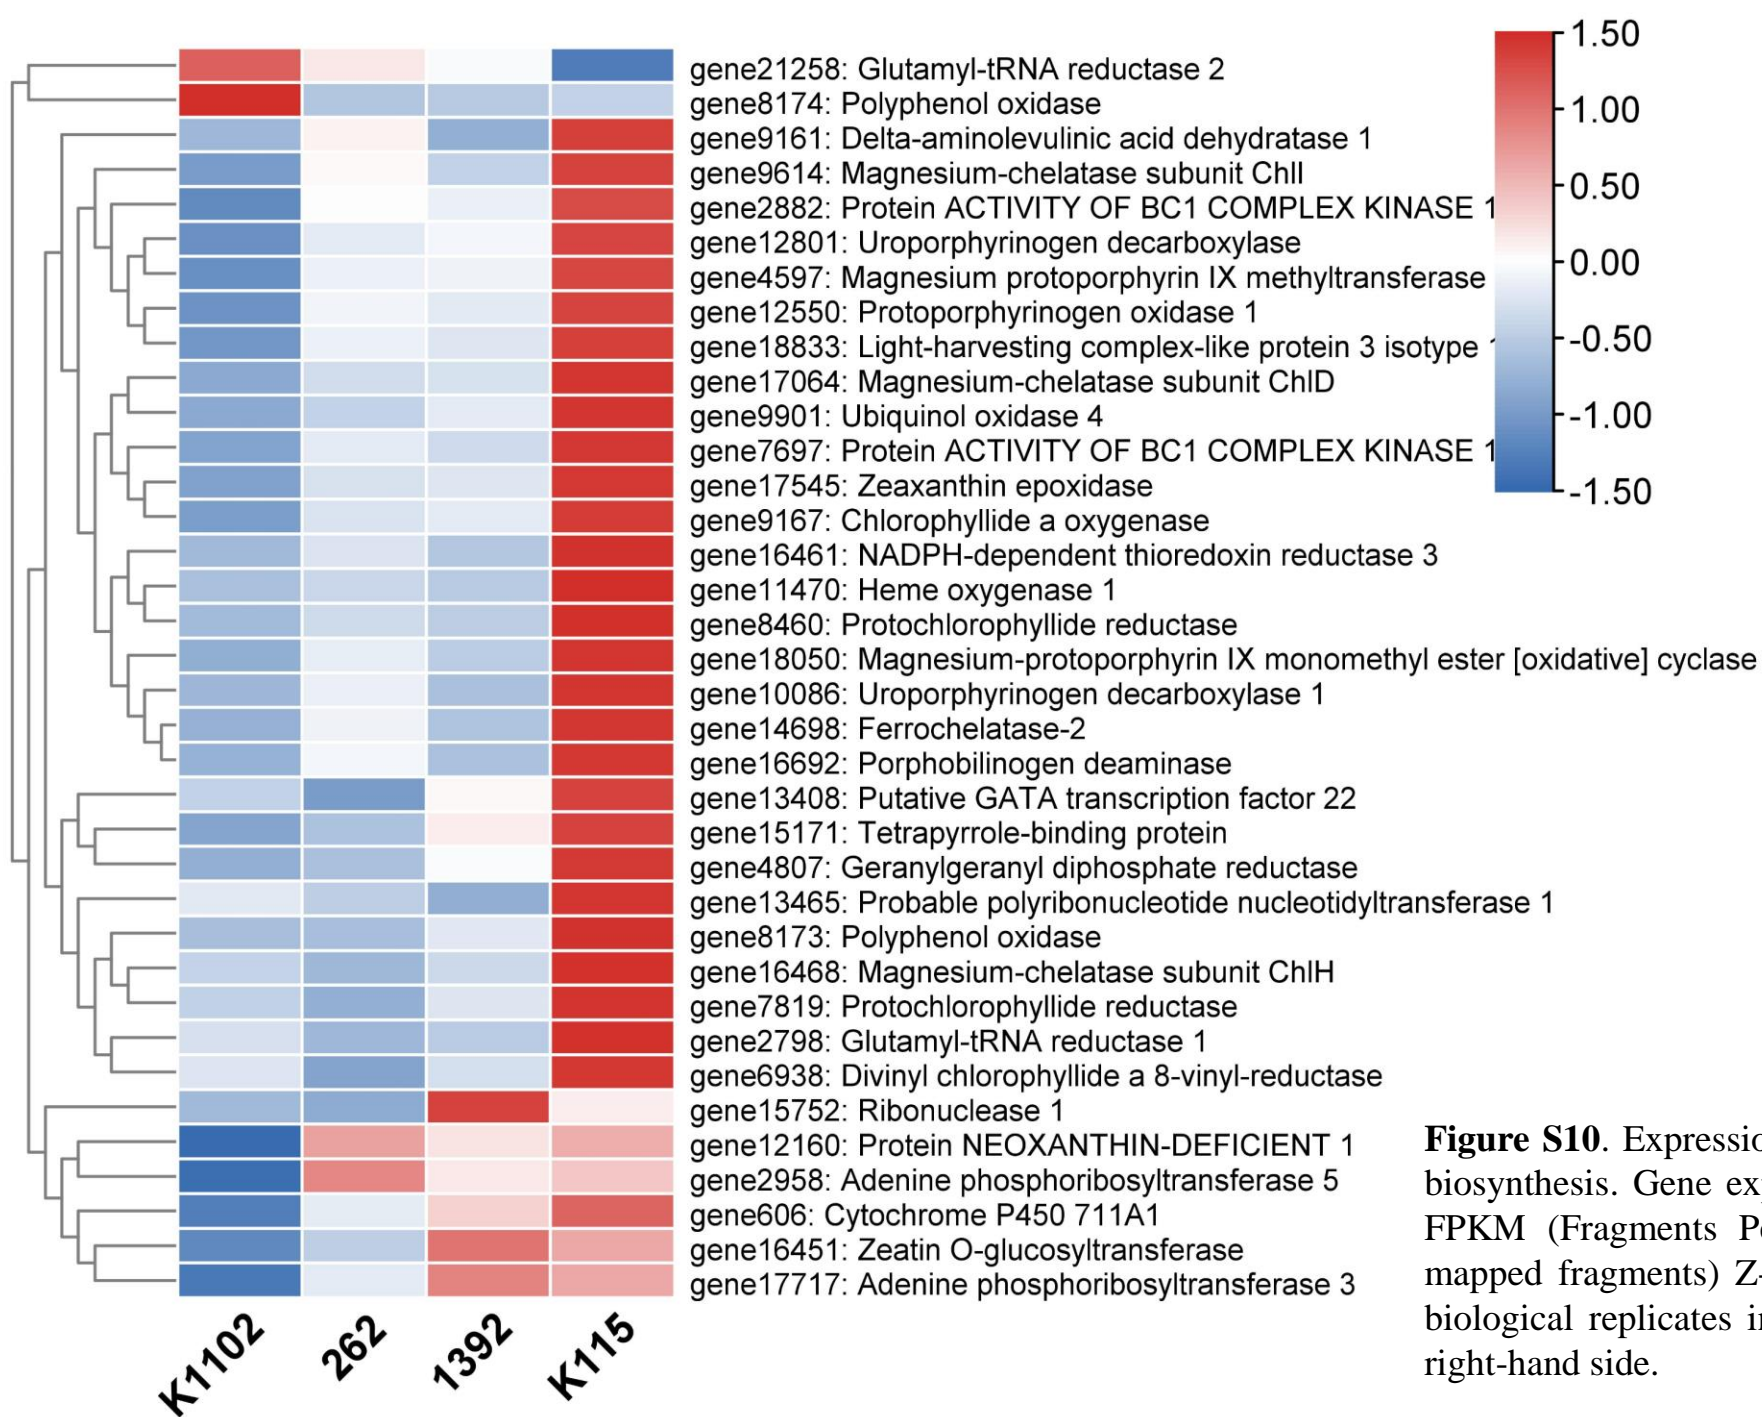 gene21258: Glutamyl-tRNA reductase 2
gene8174: Polyphenol oxidase
gene9161: Delta-aminolevulinic acid dehydratase 1
gene9614: Magnesium-chelatase subunit ChlI
gene2882: Protein ACTIVITY OF BC1 COMPLEX KINASE 1
gene12801: Uroporphyrinogen decarboxylase
gene4597: Magnesium protoporphyrin IX methyltransferase
gene12550: Protoporphyrinogen oxidase 1
gene18833: Light-harvesting complex-like protein 3 isotype 1
gene17064: Magnesium-chelatase subunit ChlD
gene9901: Ubiquinol oxidase 4
gene7697: Protein ACTIVITY OF BC1 COMPLEX KINASE 1
gene17545: Zeaxanthin epoxidase
gene9167: Chlorophyllide a oxygenase
gene16461: NADPH-dependent thioredoxin reductase 3
gene11470: Heme oxygenase 1
gene8460: Protochlorophyllide reductase
gene18050: Magnesium-protoporphyrin IX monomethyl ester [oxidative] cyclase
gene10086: Uroporphyrinogen decarboxylase 1
gene14698: Ferrochelatase-2
gene16692: Porphobilinogen deaminase
gene13408: Putative GATA transcription factor 22
gene15171: Tetrapyrrole-binding protein
gene4807: Geranylgeranyl diphosphate reductase
gene13465: Probable polyribonucleotide nucleotidyltransferase 1
gene8173: Polyphenol oxidase
gene16468: Magnesium-chelatase subunit ChlH
gene7819: Protochlorophyllide reductase
gene2798: Glutamyl-tRNA reductase 1
gene6938: Divinyl chlorophyllide a 8-vinyl-reductase
gene15752: Ribonuclease 1
gene12160: Protein NEOXANTHIN-DEFICIENT 1
gene2958: Adenine phosphoribosyltransferase 5
gene606: Cytochrome P450 711A1
gene16451: Zeatin O-glucosyltransferase
gene17717: Adenine phosphoribosyltransferase 3
K1102
262
1392
K115
1.50
1.00
0.50
0.00
-0.50
-1.00
-1.50
Figure S10. Expressio
biosynthesis. Gene exp
FPKM (Fragments Pe
mapped fragments) Z-
biological replicates in
right-hand side.